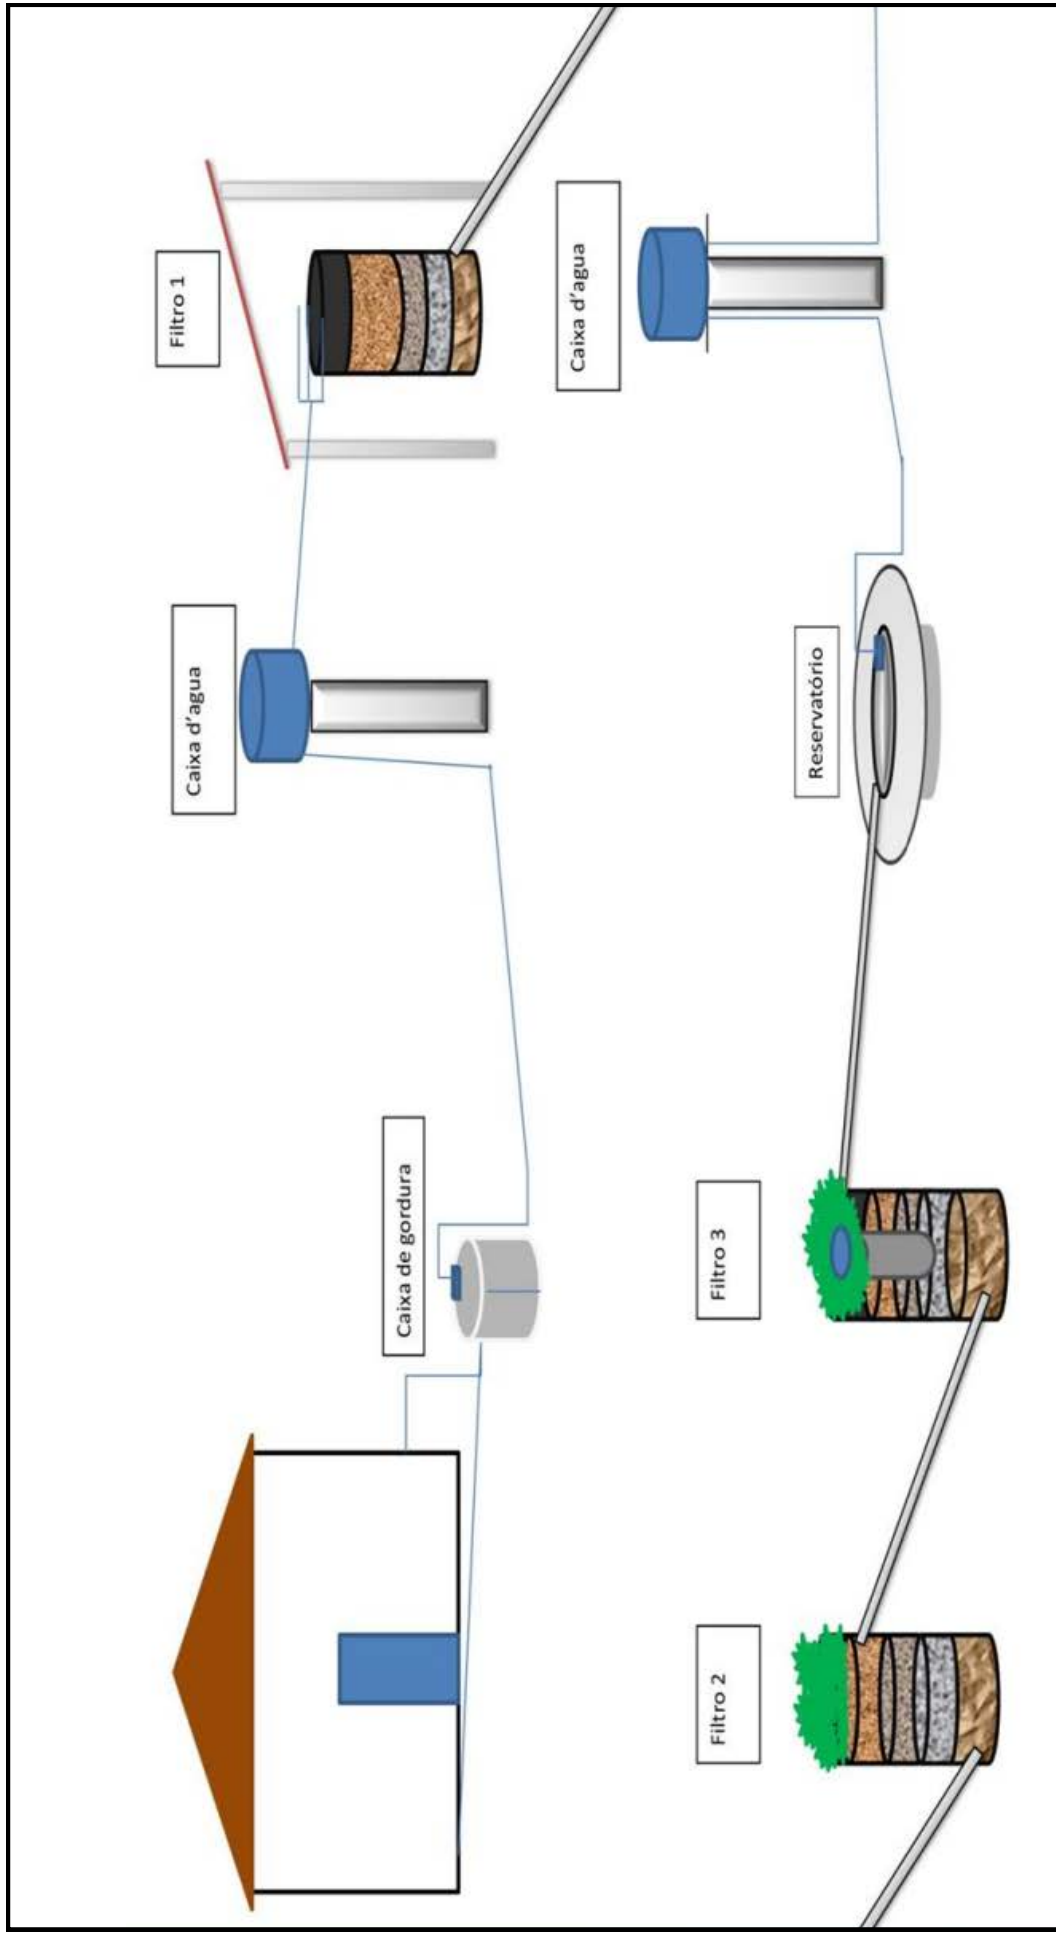 Caixa de gordura
Caixa d’agua
Filtro 1
Filtro 2
Filtro 3
Reservatório
Caixa d’agua